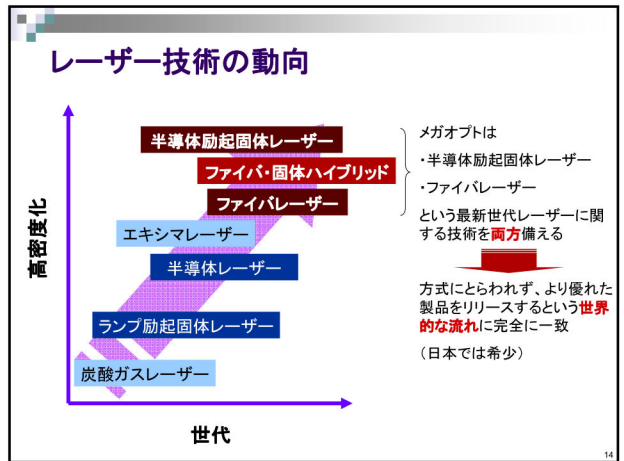 レーザー技術の動向
高密度化
半導体励起固体レーザー
ファイバ・固体ハイブリッド
ファイバレーザー
エキシマレーザー
半導体レーザー
ランプ励起固体レーザー
炭酸ガスレーザー
世代
メガオプトは
・半導体励起固体レーザー
・ファイバレーザー
という最新世代レーザーに関
する技術を両方備える
方式にとらわれず、より優れた
製品をリリースするという世界
的な流れに完全に一致
（日本では希少）
14